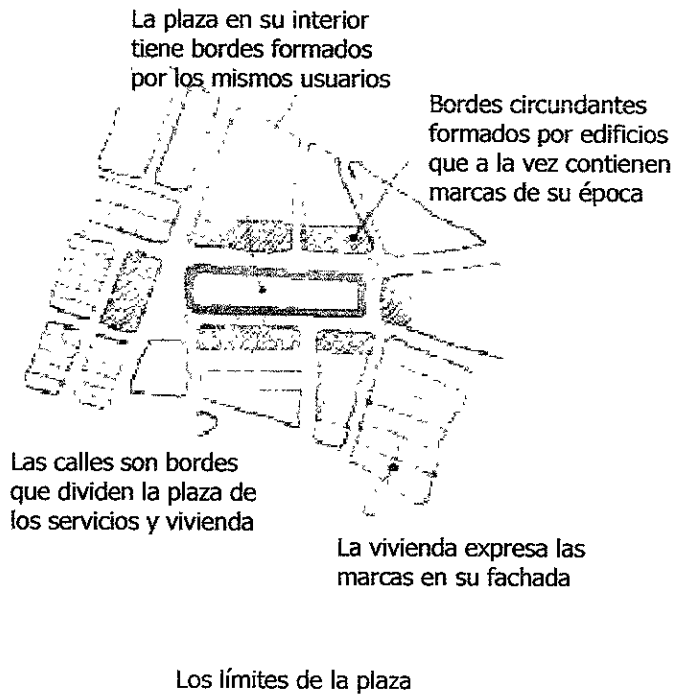 La plaza en su interior
tiene bordes formados
por los mismos usuarios
Bordes circundantes
formados por edificios
que a la vez contienen
marcas de su época
Las calles son bordes
que dividen la plaza de
los servicios y vivienda
La vivienda expresa las
marcas en su fachada
Los límites de la plaza